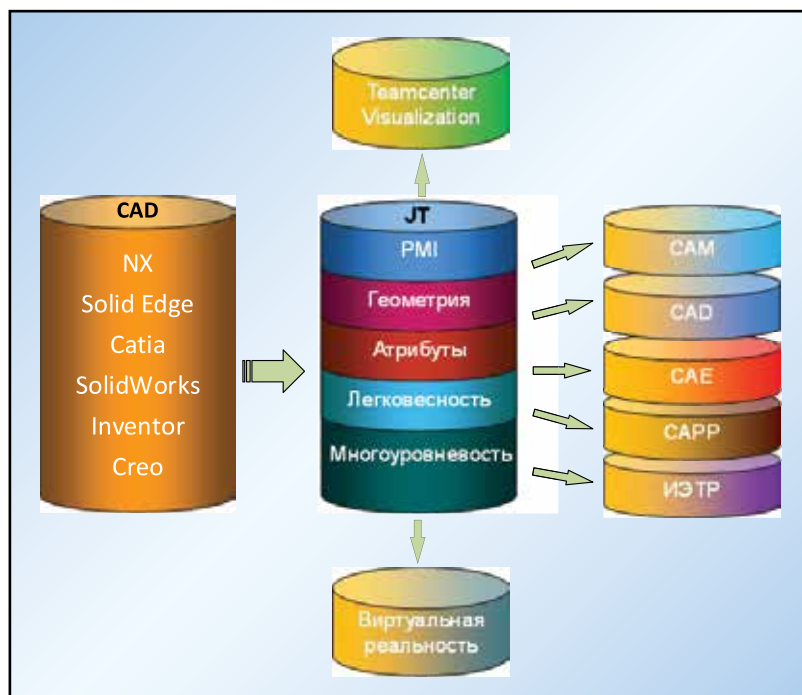 Teamcenter
Visualization
CAD
NX
Solid Edge
Catia
SolidWorks
Inventor
Creo
JT
PMI
Геометрия
Атрибуты
Легковесность
Многоуровневость
CAM
CAD
CAE
CAPP
ИЭТР
Виртуальная
реальность